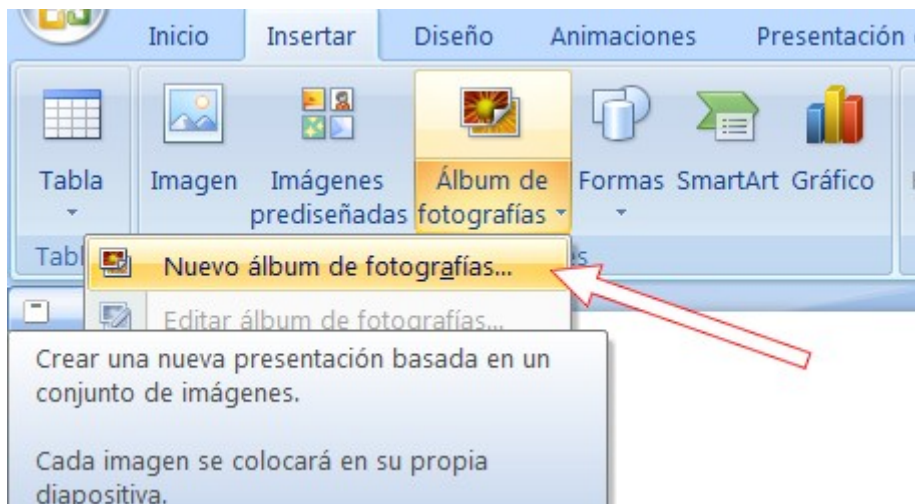 Inicio Insertar Diseño Animaciones Presentación
Tabla Imagen Imágenes prediseñadas Álbum de fotografías Formas SmartArt Gráfico
Nuevo álbum de fotografías...
Editar álbum de fotografías...
Crear una nueva presentación basada en un
conjunto de imágenes.
Cada imagen se colocará en su propia
diapositiva.